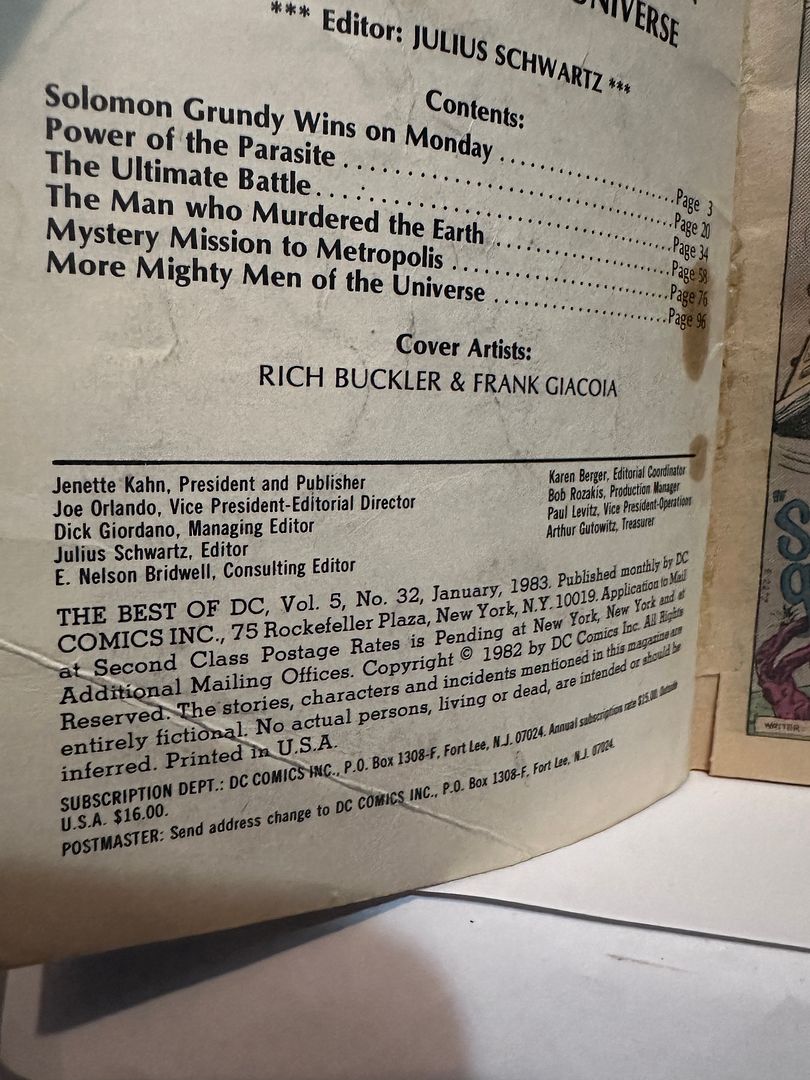 UNIVERSE
*** Editor: JULIUS SCHWARTZ ***
Contents:
Solomon Grundy Wins on Monday ........................ Page 3
Power of the Parasite ........................ Page 20
The Ultimate Battle ........................ Page 34
The Man who Murdered the Earth ........................ Page 58
Mystery Mission to Metropolis ........................ Page 76
More Mighty Men of the Universe ........................ Page 96
Cover Artists:
RICH BUCKLER & FRANK GIACOIA
Jenette Kahn, President and Publisher
Joe Orlando, Vice President-Editorial Director
Dick Giordano, Managing Editor
Julius Schwartz, Editor
E. Nelson Bridwell, Consulting Editor
Karen Berger, Editorial Coordinator
Bob Rozakis, Production Manager
Paul Levitz, Vice President-Operations
Arthur Gutowitz, Treasurer
THE BEST OF DC, Vol. 5, No. 32, January, 1983. Published monthly by DC
COMICS INC., 75 Rockefeller Plaza, New York, N.Y. 10019. Application to Mail
at Second Class Postage Rates is Pending at New York, New York and at
Additional Mailing Offices. Copyright © 1982 by DC Comics Inc. All Rights
Reserved. The stories, characters and incidents mentioned in this magazine are
entirely fictional. No actual persons, living or dead, are intended or should be
inferred. Printed in U.S.A.
SUBSCRIPTION DEPT.: DC COMICS INC., P.O. Box 1308-F, Fort Lee, N.J. 07024. Annual subscription rate $15.00. Outside
U.S.A. $16.00.
POSTMASTER: Send address change to DC COMICS INC., P.O. Box 1308-F, Fort Lee, N.J. 07024.
WRITER: